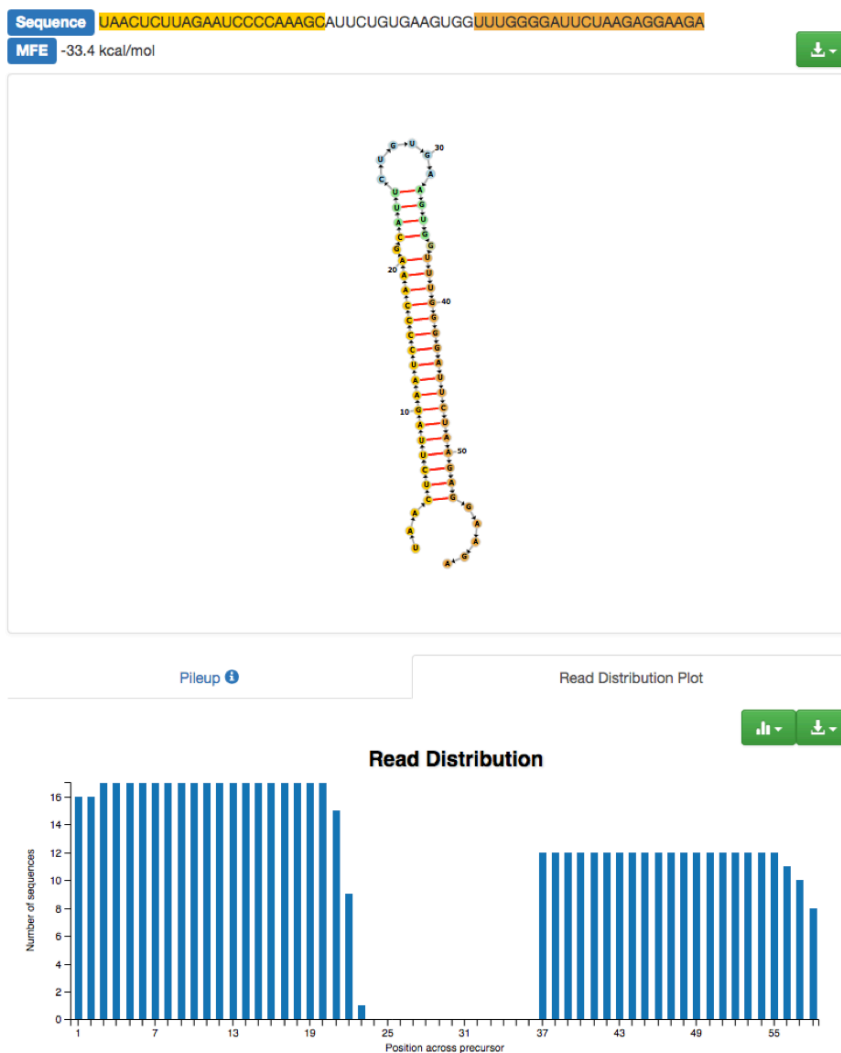 Sequence UAACUCUUAGAAUCCCCAAAGCAUUCUGUGAAGUGGUUUGGGGAUUCUAAGAGGAAGA
MFE -33.4 kcal/mol
G U 30
U G
C A
U A
U G
A U
C G
G G
A U
20 A U
A U
C G 40
C G
C G
C G
U A
A U
A U
10 G C
A U
U A
U A 50
C G
U A
C G
A G
A A
U A
A G
Pileup
Read Distribution Plot
Read Distribution
Number of sequences
16
14
12
10
8
6
4
2
0
1 7 13 19 25 31 37 43 49 55
Position across precursor